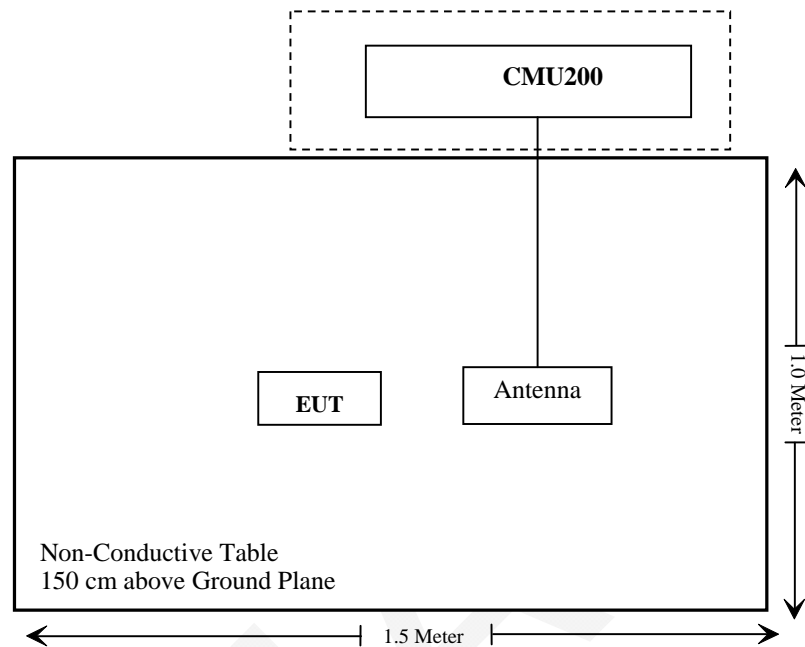 CMU200
EUT
Antenna
1.0 Meter
Non-Conductive Table
150 cm above Ground Plane
1.5 Meter